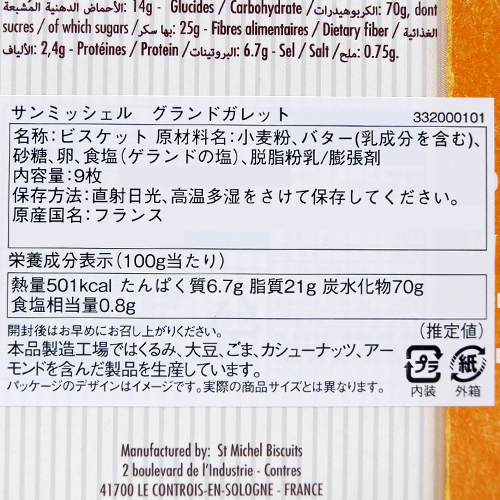 الأحماض الدهنية المشبعة: 14g - Glucides / Carbohydrate / الكربوهيدرات: 70g, dont
sucres / of which sugars / بها سكر: 25g - Fibres alimentaires / Dietary fiber / الغذائية
الألياف: 2,4g - Protéines / Protein / البروتينات: 6.7g - Sel / Salt / ملح: 0.75g.
サンミッシェル グランドガレット 332000101
名称:ビスケット 原材料名:小麦粉、バター(乳成分を含む)、
砂糖、卵、食塩(ゲランドの塩)、脱脂粉乳/膨張剤
内容量:9枚
保存方法:直射日光、高温多湿をさけて保存してください。
原産国名:フランス
栄養成分表示(100g当たり)
熱量501kcal たんぱく質6.7g 脂質21g 炭水化物70g
食塩相当量0.8g
開封後はお早めにお召し上がりください。 (推定値)
本品製造工場ではくるみ、大豆、ごま、カシューナッツ、アー
モンドを含んだ製品を生産しています。
パッケージのデザインはイメージです。実際の商品サイズとは異なります。
プラ 紙
内装 外箱
Manufactured by: St Michel Biscuits
2 boulevard de l'Industrie - Contres
41700 LE CONTROIS-EN-SOLOGNE - FRANCE